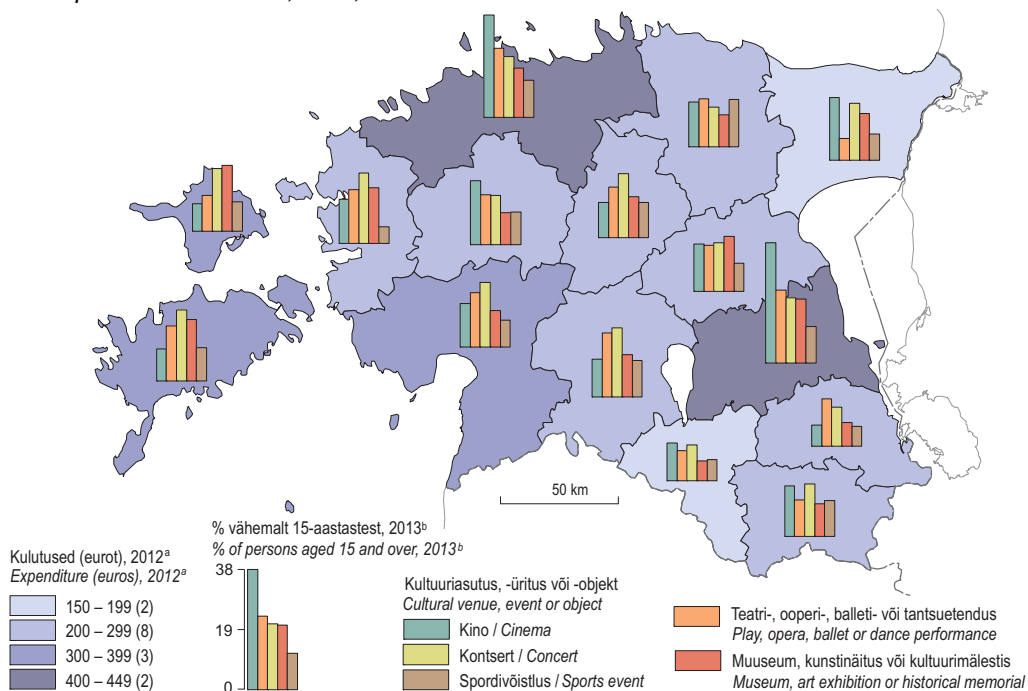 50 km
Kulutused (eurot), 2012ᵃ
Expenditure (euros), 2012ᵃ
150 – 199 (2)
200 – 299 (8)
300 – 399 (3)
400 – 449 (2)
% vähemalt 15-aastastest, 2013ᵇ
% of persons aged 15 and over, 2013ᵇ
38
19
0
Kultuuriasutus, -üritus või -objekt
Cultural venue, event or object
Kino / Cinema
Kontsert / Concert
Spordivõistlus / Sports event
Teatri-, ooperi-, balleti- või tantsuetendus
Play, opera, ballet or dance performance
Muuseum, kunstinäitus või kultuurimälestis
Museum, art exhibition or historical memorial